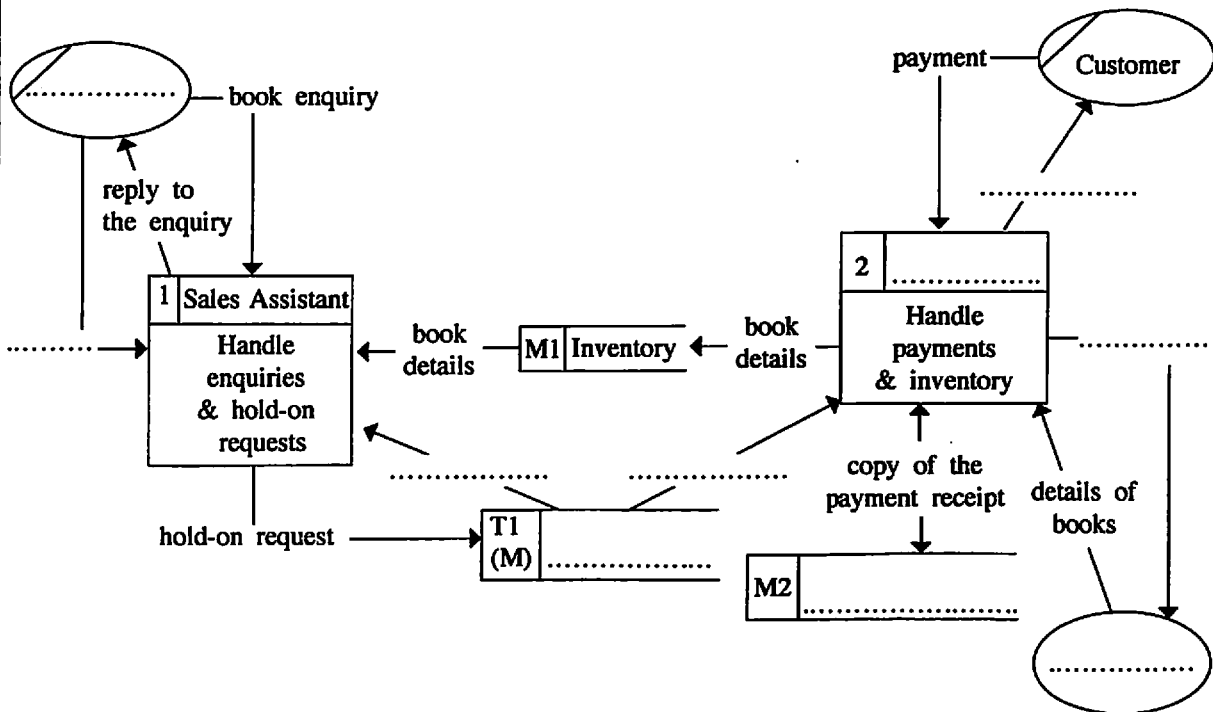 payment
Customer
....................
book enquiry
reply to
the enquiry
....................
1 Sales Assistant
2 ....................
Handle
enquiries
& hold-on
requests
book
details
M1 Inventory
book
details
Handle
payments
& inventory
...........
................
....................
....................
copy of the
payment receipt
details of
books
hold-on request
T1
(M) ....................
M2 ..........................
..................